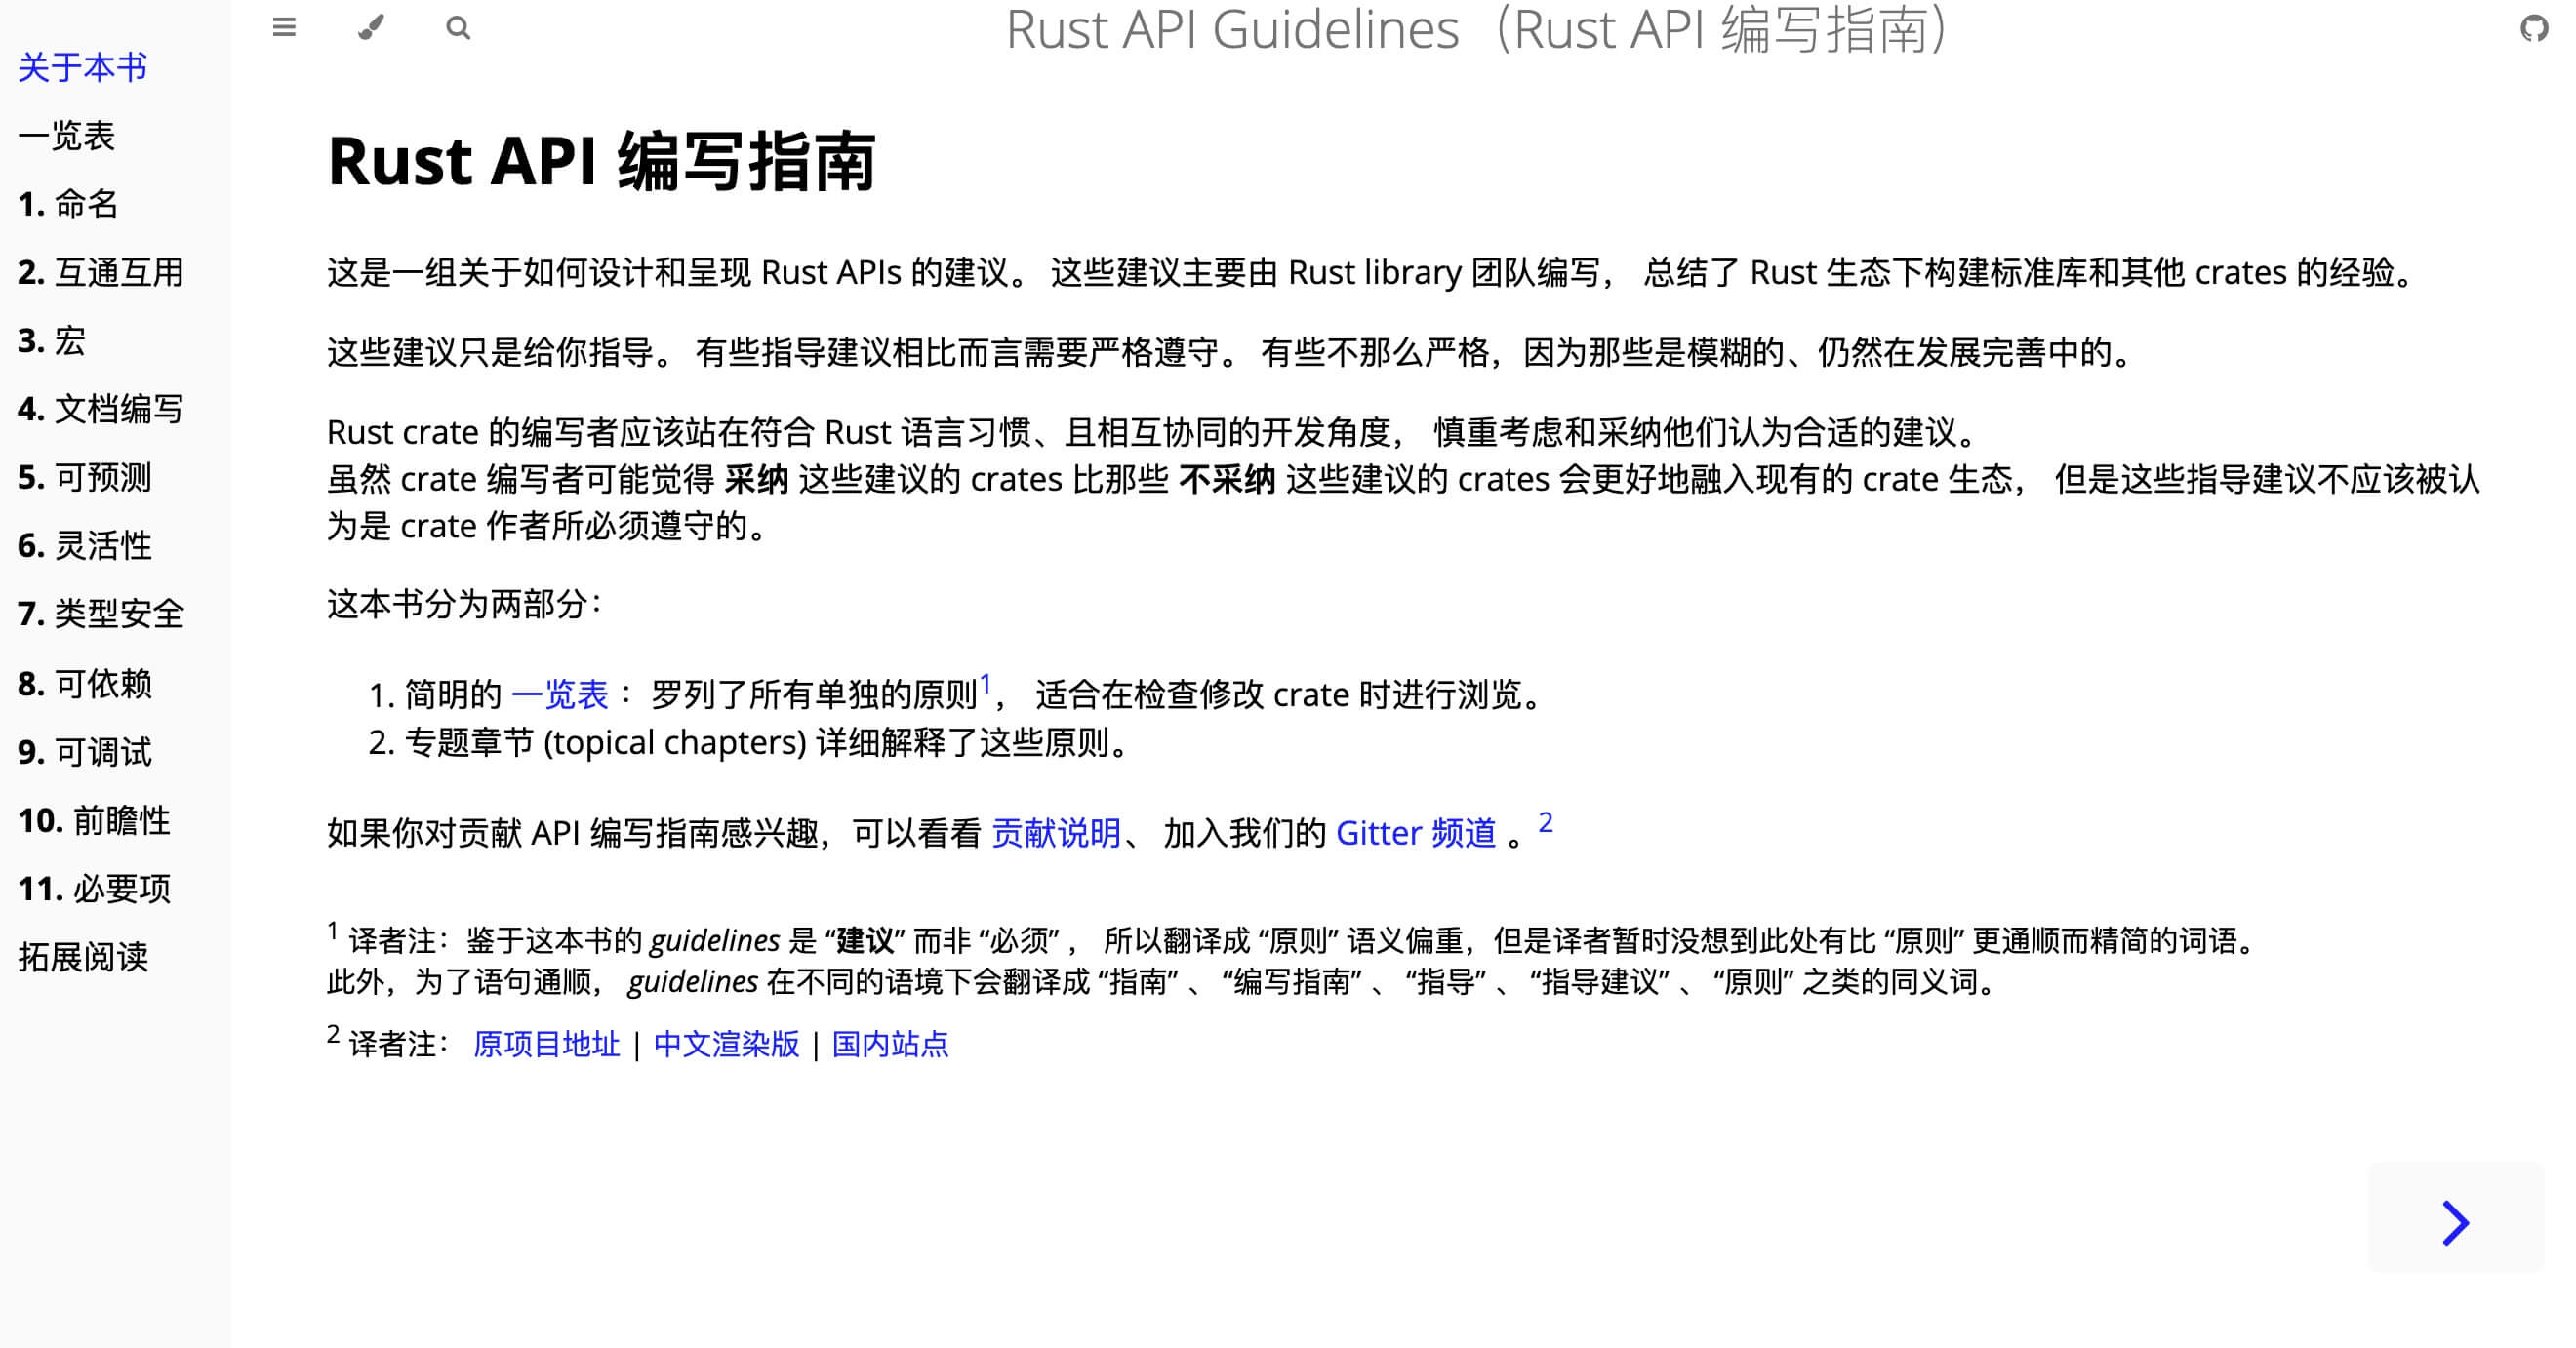 Rust API Guidelines（Rust API 编写指南）
关于本书
一览表
1. 命名
2. 互通互用
3. 宏
4. 文档编写
5. 可预测
6. 灵活性
7. 类型安全
8. 可依赖
9. 可调试
10. 前瞻性
11. 必要项
拓展阅读
Rust API 编写指南
这是一组关于如何设计和呈现 Rust APIs 的建议。 这些建议主要由 Rust library 团队编写， 总结了 Rust 生态下构建标准库和其他 crates 的经验。
这些建议只是给你指导。 有些指导建议相比而言需要严格遵守。 有些不那么严格，因为那些是模糊的、仍然在发展完善中的。
Rust crate 的编写者应该站在符合 Rust 语言习惯、且相互协同的开发角度， 慎重考虑和采纳他们认为合适的建议。
虽然 crate 编写者可能觉得 采纳 这些建议的 crates 比那些 不采纳 这些建议的 crates 会更好地融入现有的 crate 生态， 但是这些指导建议不应该被认
为是 crate 作者所必须遵守的。
这本书分为两部分：
1. 简明的 一览表 ： 罗列了所有单独的原则1， 适合在检查修改 crate 时进行浏览。
2. 专题章节 (topical chapters) 详细解释了这些原则。
如果你对贡献 API 编写指南感兴趣，可以看看 贡献说明、 加入我们的 Gitter 频道 。2
1 译者注：鉴于这本书的 guidelines 是 “建议” 而非 “必须” ， 所以翻译成 “原则” 语义偏重，但是译者暂时没想到此处有比 “原则” 更通顺而精简的词语。
此外，为了语句通顺， guidelines 在不同的语境下会翻译成 “指南” 、 “编写指南” 、 “指导” 、 “指导建议” 、 “原则” 之类的同义词。
2 译者注： 原项目地址 | 中文渲染版 | 国内站点